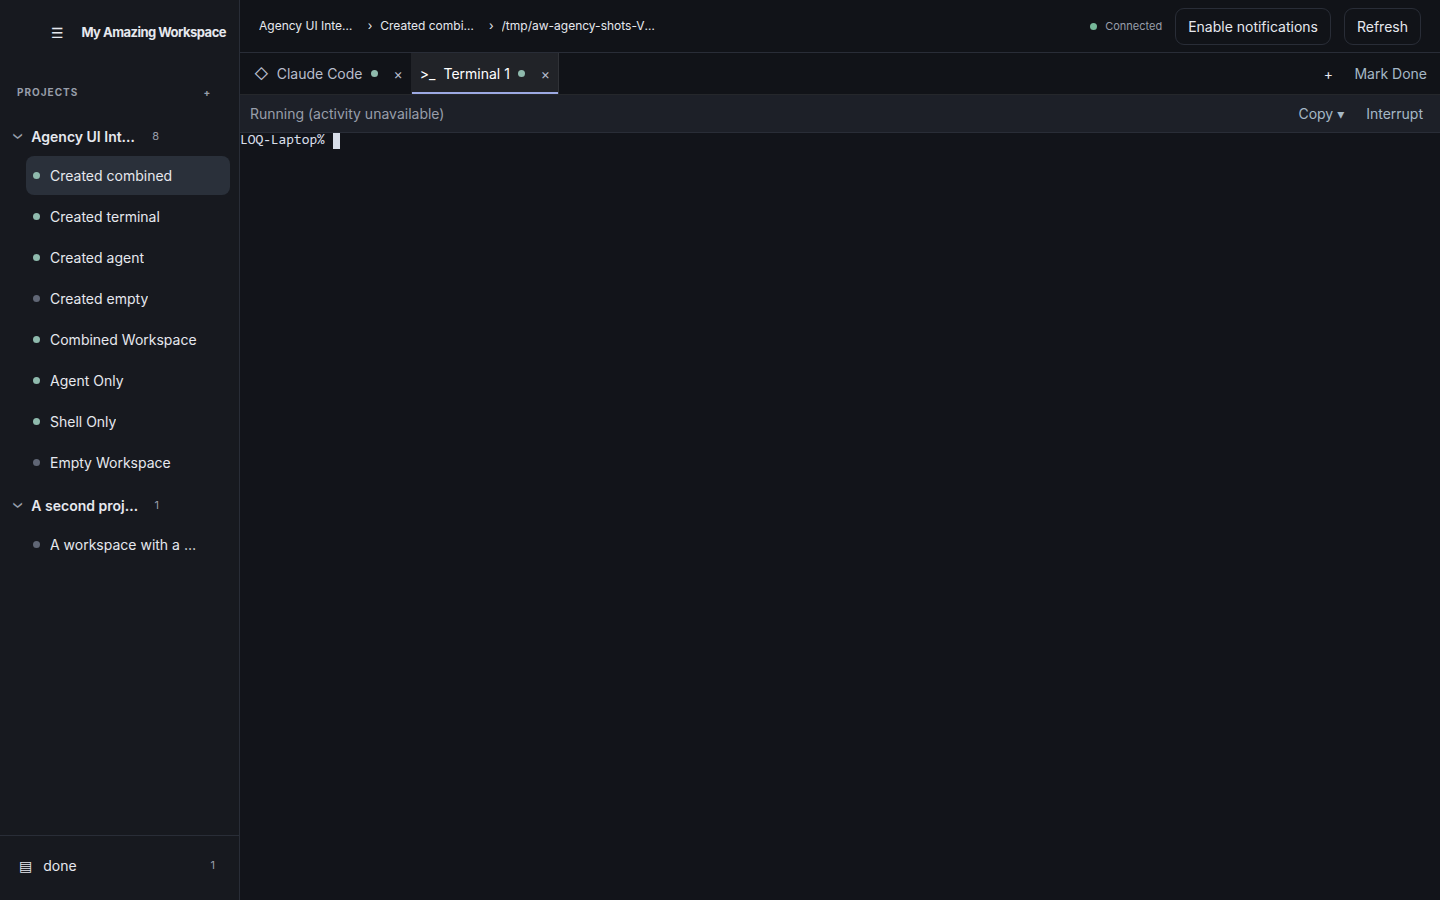 ☰ My Amazing Workspace
PROJECTS +
Agency UI Int... 8
Created combined
Created terminal
Created agent
Created empty
Combined Workspace
Agent Only
Shell Only
Empty Workspace
A second proj... 1
A workspace with a ...
done 1
Agency UI Inte... › Created combi... › /tmp/aw-agency-shots-V...
Connected Enable notifications Refresh
Claude Code × >_ Terminal 1 × + Mark Done
Running (activity unavailable) Copy ▾ Interrupt
LOQ-Laptop%